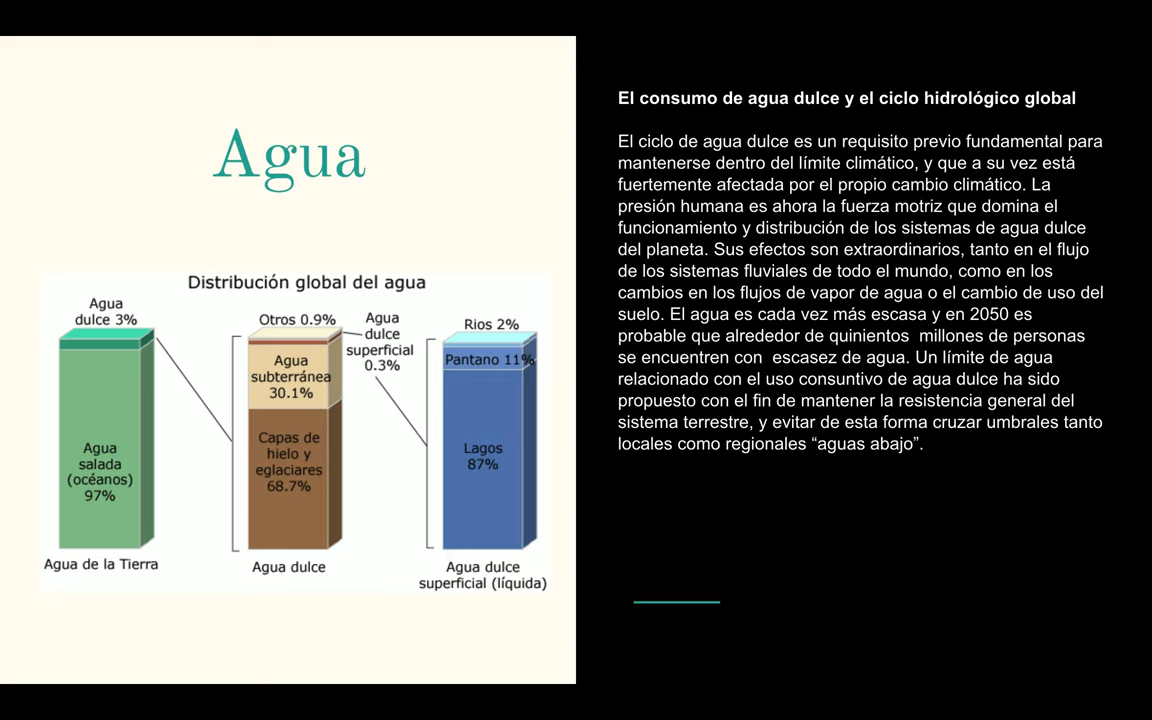 Agua
Distribución global del agua
Agua
dulce 3%
Agua
salada
(océanos)
97%
Agua de la Tierra
Otros 0.9%
Agua
dulce
superficial
0.3%
Agua
subterránea
30.1%
Capas de
hielo y
eglaciares
68.7%
Agua dulce
Rios 2%
Pantano 11%
Lagos
87%
Agua dulce
superficial (líquida)
El consumo de agua dulce y el ciclo hidrológico global
El ciclo de agua dulce es un requisito previo fundamental para
mantenerse dentro del límite climático, y que a su vez está
fuertemente afectada por el propio cambio climático. La
presión humana es ahora la fuerza motriz que domina el
funcionamiento y distribución de los sistemas de agua dulce
del planeta. Sus efectos son extraordinarios, tanto en el flujo
de los sistemas fluviales de todo el mundo, como en los
cambios en los flujos de vapor de agua o el cambio de uso del
suelo. El agua es cada vez más escasa y en 2050 es
probable que alrededor de quinientos  millones de personas
se encuentren con  escasez de agua. Un límite de agua
relacionado con el uso consuntivo de agua dulce ha sido
propuesto con el fin de mantener la resistencia general del
sistema terrestre, y evitar de esta forma cruzar umbrales tanto
locales como regionales “aguas abajo”.